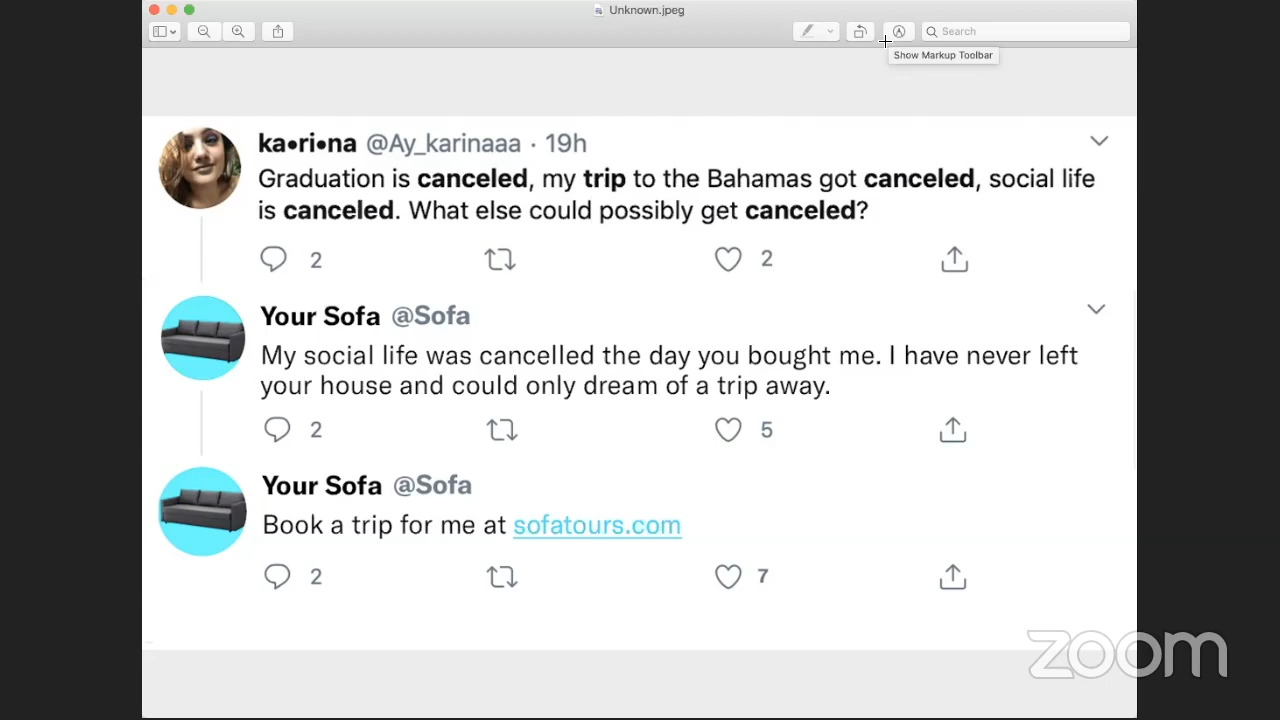 Unknown.jpeg
Search
Show Markup Toolbar
ka•ri•na @Ay_karinaaa · 19h
Graduation is canceled, my trip to the Bahamas got canceled, social life
is canceled. What else could possibly get canceled?
2 2
Your Sofa @Sofa
My social life was cancelled the day you bought me. I have never left
your house and could only dream of a trip away.
2 5
Your Sofa @Sofa
Book a trip for me at sofatours.com
2 7
zoom